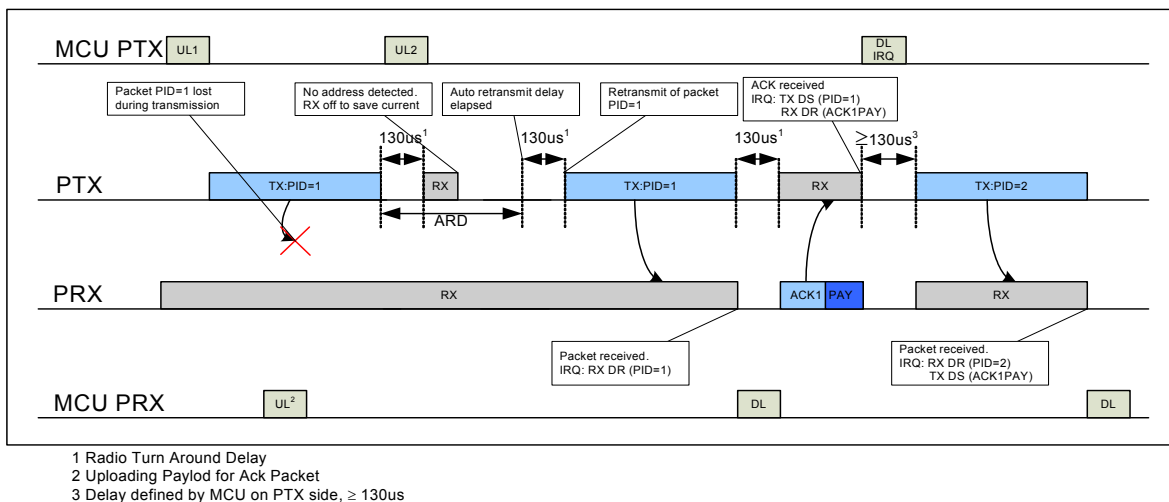 MCU PTX
UL1
UL2
DL
IRQ
Packet PID=1 lost
during transmission
No address detected.
RX off to save current
Auto retransmit delay
elapsed
Retransmit of packet
PID=1
ACK received
IRQ: TX DS (PID=1)
RX DR (ACK1PAY)
130us¹
130us¹
130us¹
≥130us³
PTX
TX:PID=1
RX
TX:PID=1
RX
TX:PID=2
ARD
PRX
RX
ACK1
PAY
RX
Packet received.
IRQ: RX DR (PID=1)
Packet received.
IRQ: RX DR (PID=2)
TX DS (ACK1PAY)
MCU PRX
UL²
DL
DL
1 Radio Turn Around Delay
2 Uploading Paylod for Ack Packet
3 Delay defined by MCU on PTX side, ≥ 130us